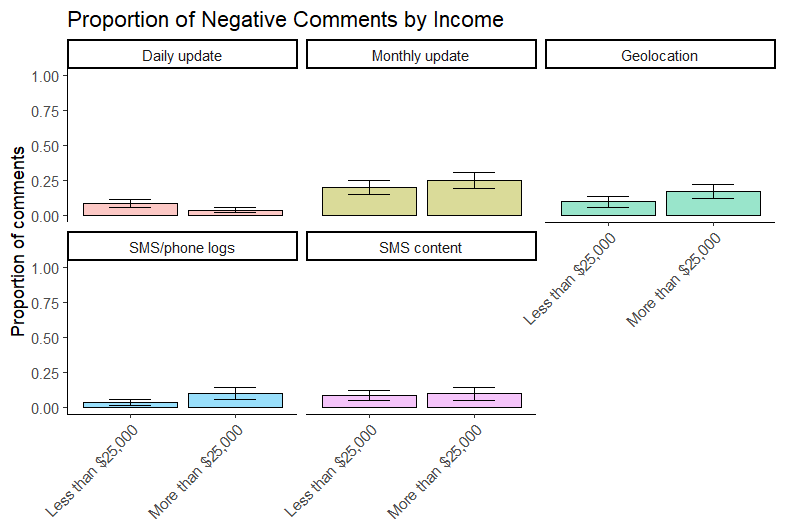 Proportion of Negative Comments by Income
Daily update
Monthly update
Geolocation
1.00
0.75
0.50
0.25
0.00
Proportion of comments
SMS/phone logs
SMS content
1.00
0.75
0.50
0.25
0.00
Less than $25,000
More than $25,000
Less than $25,000
More than $25,000
Less than $25,000
More than $25,000